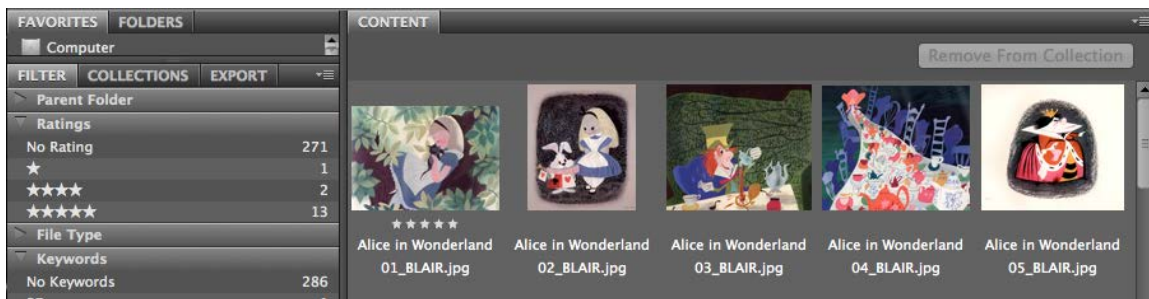 FAVORITES FOLDERS
Computer
FILTER COLLECTIONS EXPORT
Parent Folder
Ratings
No Rating 271
★ 1
★★★★ 2
★★★★★ 13
File Type
Keywords
No Keywords 286
CONTENT
Remove From Collection
★★★★★
Alice in Wonderland
01_BLAIR.jpg
Alice in Wonderland
02_BLAIR.jpg
Alice in Wonderland
03_BLAIR.jpg
Alice in Wonderland
04_BLAIR.jpg
Alice in Wonderland
05_BLAIR.jpg